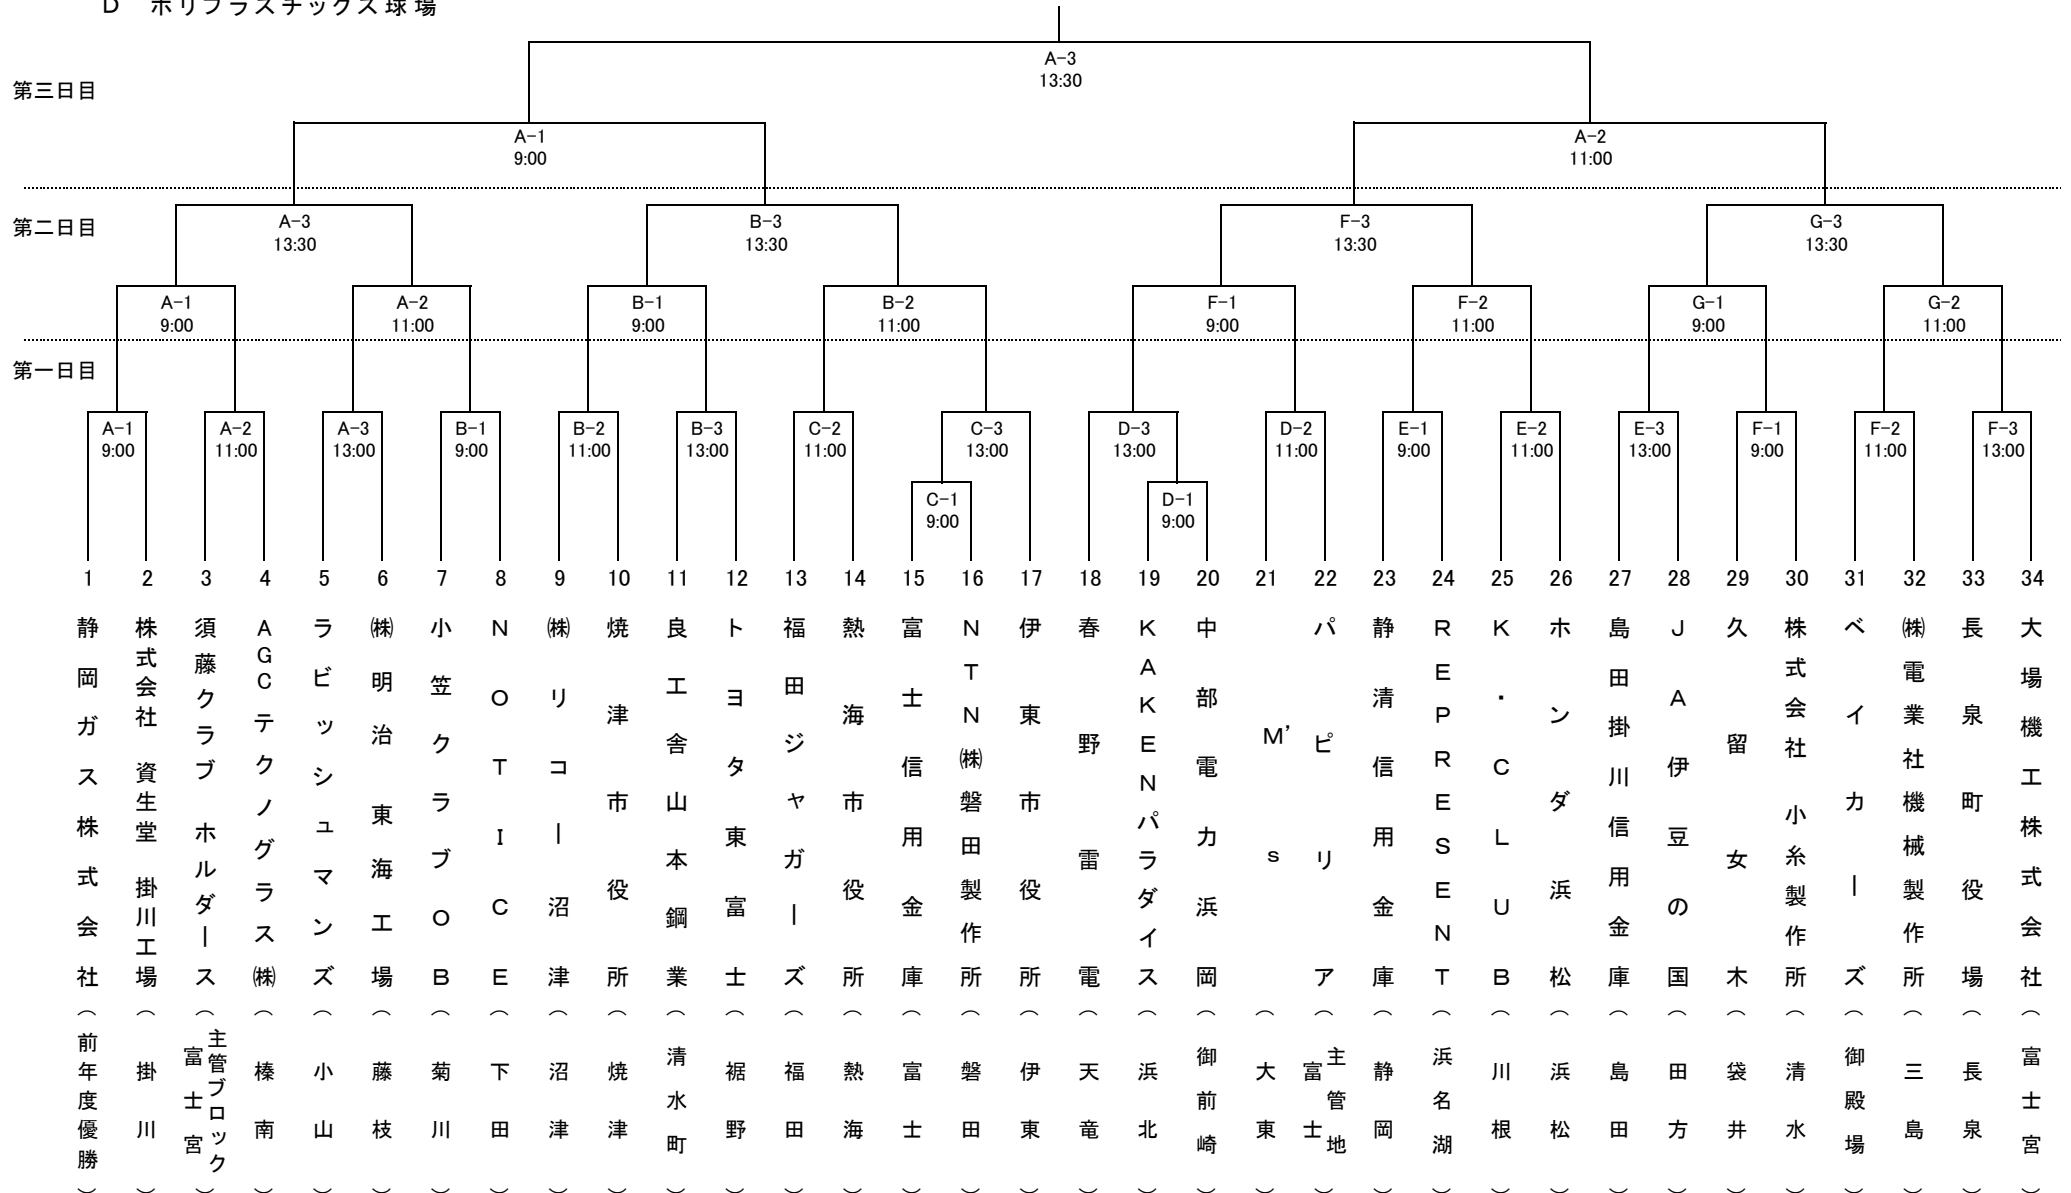 D ポリプラスチックス球場
A-3
13:30
第三日目
A-1
9:00
A-2
11:00
第二日目
A-3
13:30
B-3
13:30
F-3
13:30
G-3
13:30
A-1
9:00
A-2
11:00
B-1
9:00
B-2
11:00
F-1
9:00
F-2
11:00
G-1
9:00
G-2
11:00
第一日目
A-1
9:00
A-2
11:00
A-3
13:00
B-1
9:00
B-2
11:00
B-3
13:00
C-2
11:00
C-3
13:00
D-3
13:00
D-2
11:00
E-1
9:00
E-2
11:00
E-3
13:00
F-1
9:00
F-2
11:00
F-3
13:00
C-1
9:00
D-1
9:00
1 静岡ガス株式会社(前年度優勝)
2 株式会社 資生堂 掛川工場(掛川)
3 須藤クラブ ホルダース(主管ブロック 富士宮)
4 AGCテクノグラス㈱(榛南)
5 ラビッシュマンズ(小山)
6 ㈱明治 東海工場(藤枝)
7 小笠クラブOB(菊川)
8 NOTICE(下田)
9 ㈱リコー沼津(沼津)
10 焼津市役所(焼津)
11 良工舎山本鋼業(清水町)
12 トヨタ東富士(裾野)
13 福田ジャガーズ(福田)
14 熱海市役所(熱海)
15 富士信用金庫(富士)
16 NTN㈱磐田製作所(磐田)
17 伊東市役所(伊東)
18 春野雷電(天竜)
19 KAKENパラダイス(浜北)
20 中部電力浜岡(御前崎)
21 M's(大東)
22 パピリア(主管地 富士)
23 静清信用金庫(静岡)
24 REPRESENT(浜名湖)
25 K・CLUB(川根)
26 ホンダ浜松(浜松)
27 島田掛川信用金庫(島田)
28 JA伊豆の国(田方)
29 久留女木(袋井)
30 株式会社 小糸製作所(清水)
31 ベイカーズ(御殿場)
32 ㈱電業社機械製作所(三島)
33 長泉町役場(長泉)
34 大場機工株式会社(富士宮)